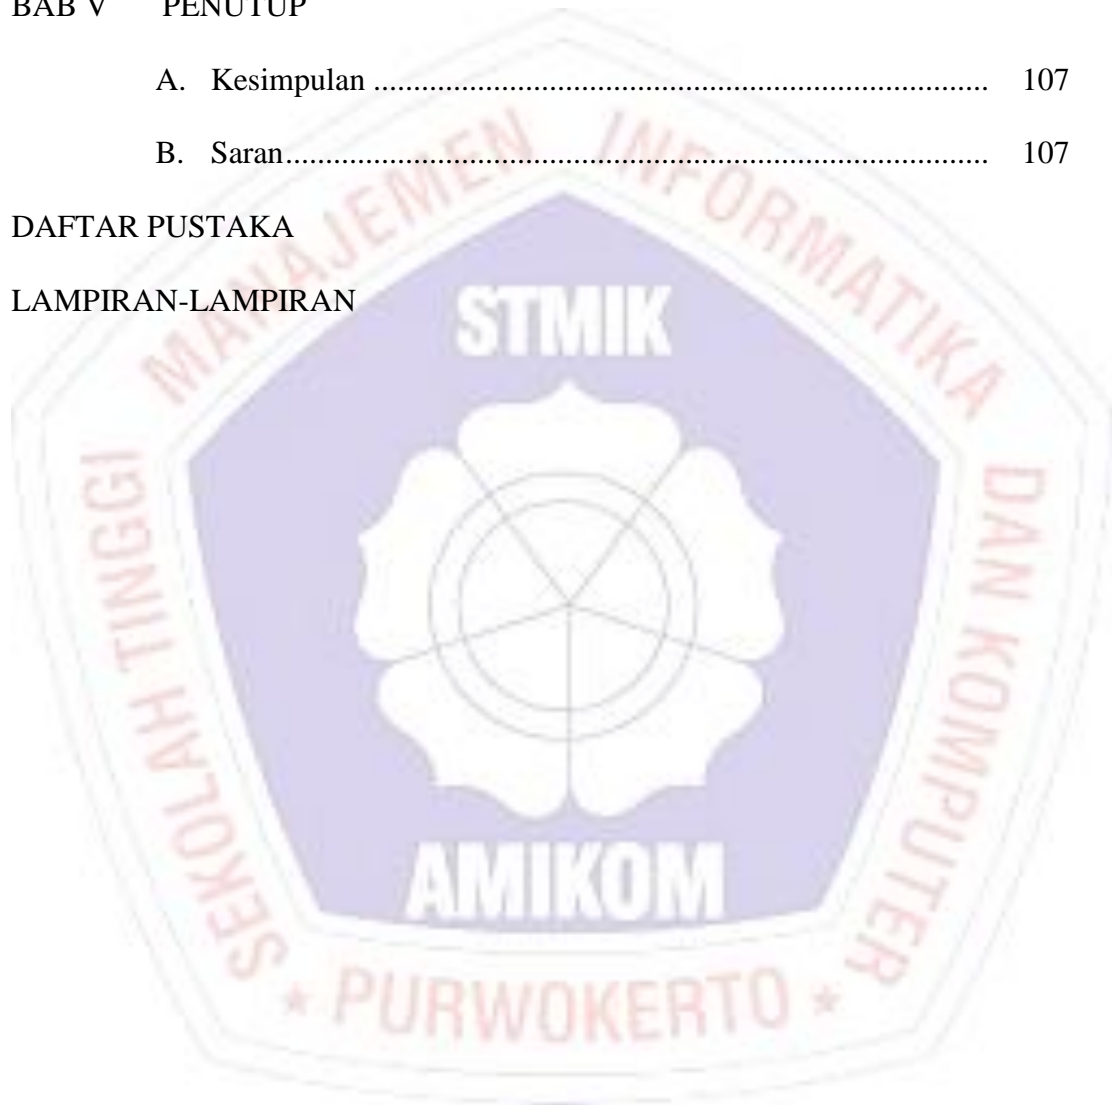 BAB V PENUTUP
A. Kesimpulan ............................................................................. 107
B. Saran........................................................................................ 107
DAFTAR PUSTAKA
LAMPIRAN-LAMPIRAN
SEKOLAH TINGGI MANAJEMEN INFORMATIKA DAN KOMPUTER
STMIK
AMIKOM
* PURWOKERTO *